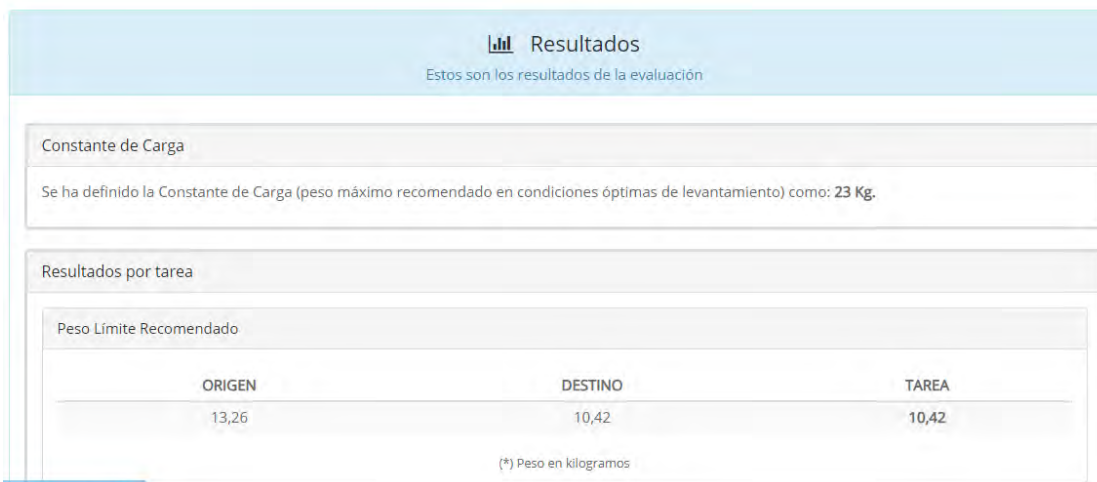 Resultados
Estos son los resultados de la evaluación
Constante de Carga
Se ha definido la Constante de Carga (peso máximo recomendado en condiciones óptimas de levantamiento) como: 23 Kg.
Resultados por tarea
Peso Límite Recomendado
ORIGEN DESTINO TAREA
13,26 10,42 10,42
(*) Peso en kilogramos